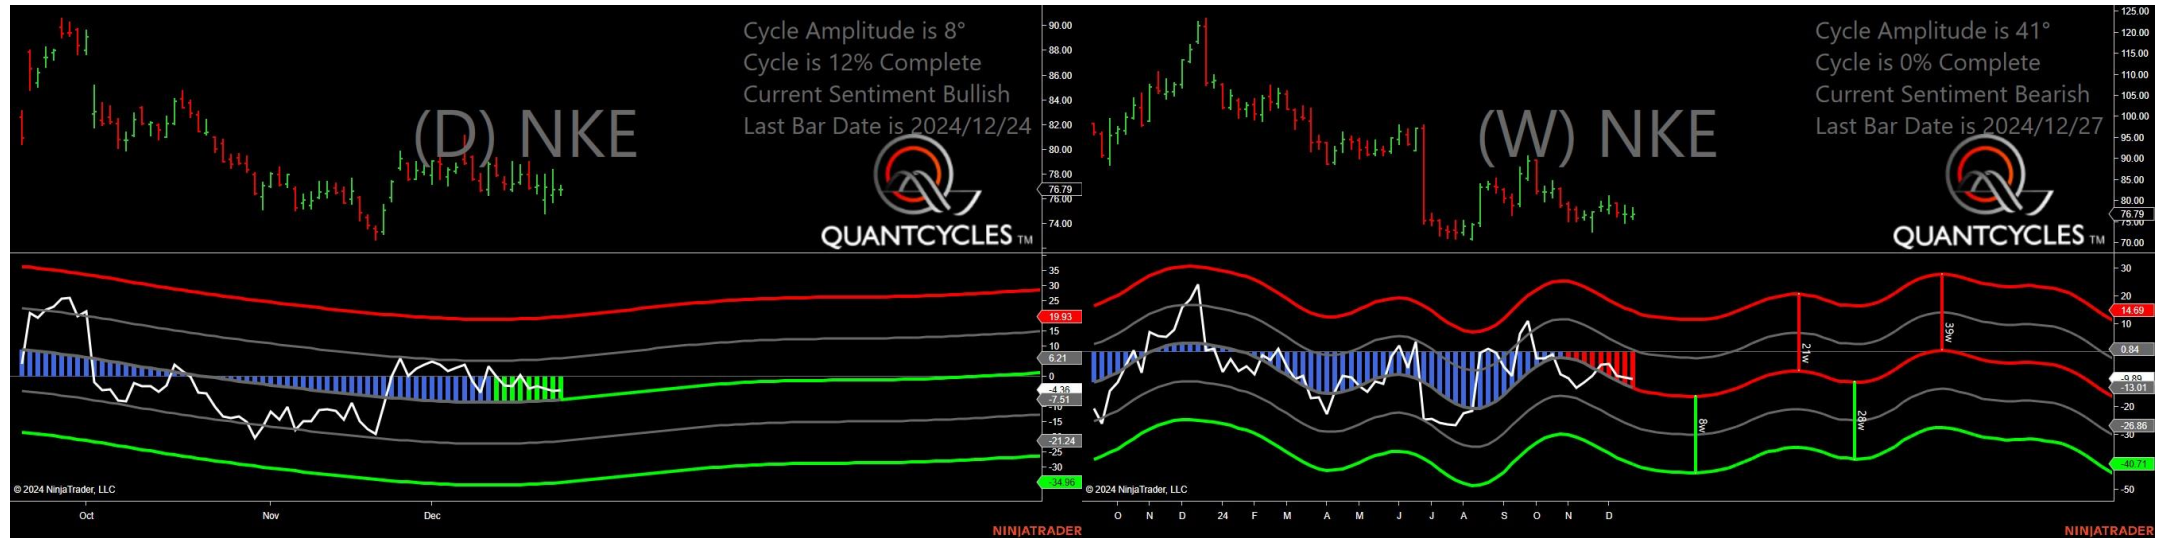 Cycle Amplitude is 8°
Cycle is 12% Complete
Current Sentiment Bullish
Last Bar Date is 2024/12/24
(D) NKE
QUANTCYCLES TM
90.00
88.00
86.00
84.00
82.00
80.00
78.00
76.79
76.00
74.00
35
30
25
19.93
15
10
6.21
0
-4.36
-7.51
-10
-15
-21.24
-25
-30
-34.96
© 2024 NinjaTrader, LLC
Oct
Nov
Dec
NINJATRADER
Cycle Amplitude is 41°
Cycle is 0% Complete
Current Sentiment Bearish
Last Bar Date is 2024/12/27
(W) NKE
QUANTCYCLES TM
125.00
120.00
115.00
110.00
105.00
100.00
95.00
90.00
85.00
80.00
76.79
75.00
70.00
30
20
14.69
10
0.84
-9.89
-13.01
-20
-26.86
-30
-40.71
-50
21w
39w
8w
28w
© 2024 NinjaTrader, LLC
O N D 24 F M A M J J A S O N D
NINJATRADER